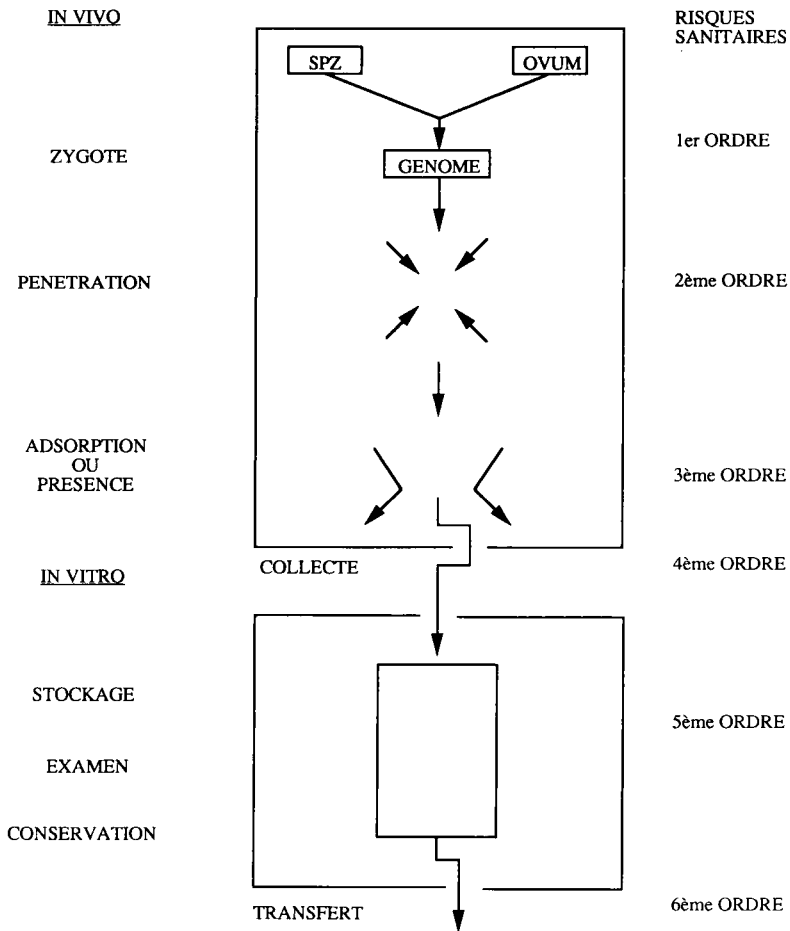 IN VIVO
RISQUES
SANITAIRES
SPZ
OVUM
1er ORDRE
ZYGOTE
GENOME
PENETRATION
2ème ORDRE
ADSORPTION
OU
PRESENCE
3ème ORDRE
COLLECTE
4ème ORDRE
IN VITRO
STOCKAGE
5ème ORDRE
EXAMEN
CONSERVATION
TRANSFERT
6ème ORDRE